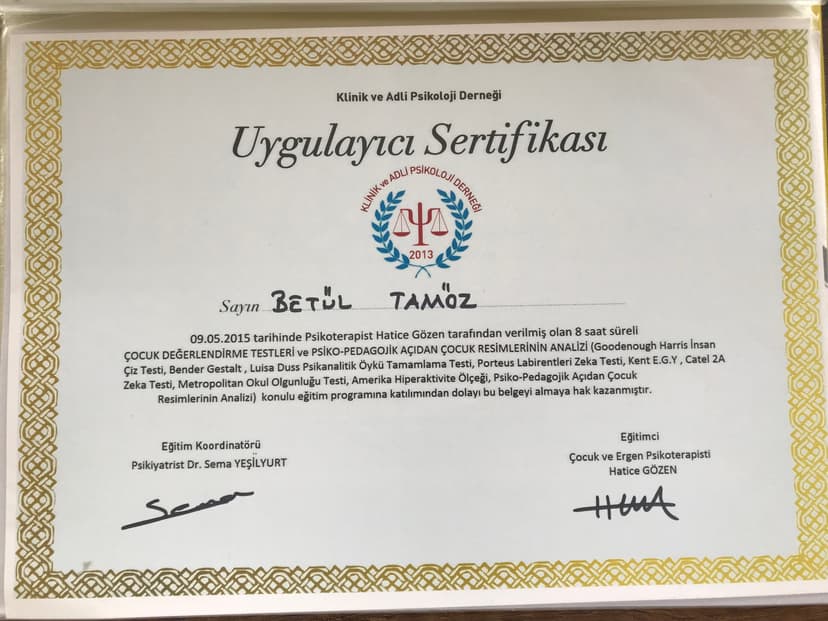 Klinik ve Adli Psikoloji Derneği
Uygulayıcı Sertifikası
KLİNİK ve ADLİ PSİKOLOJİ DERNEĞİ
2013
Sayın BETÜL TAMÖZ
09.05.2015 tarihinde Psikoterapist Hatice Gözen tarafından verilmiş olan 8 saat süreli
ÇOCUK DEĞERLENDİRME TESTLERİ ve PSİKO-PEDAGOJİK AÇIDAN ÇOCUK RESİMLERİNİN ANALİZİ (Goodenough Harris İnsan
Çiz Testi, Bender Gestalt , Luisa Duss Psikanalitik Öykü Tamamlama Testi, Porteus Labirentleri Zeka Testi, Kent E.G.Y , Catel 2A
Zeka Testi, Metropolitan Okul Olgunluğu Testi, Amerika Hiperaktivite Ölçeği, Psiko-Pedagojik Açıdan Çocuk
Resimlerinin Analizi) konulu eğitim programına katılımından dolayı bu belgeyi almaya hak kazanmıştır.
Eğitim Koordinatörü
Psikiyatrist Dr. Sema YEŞİLYURT
Sema
Eğitimci
Çocuk ve Ergen Psikoterapisti
Hatice GÖZEN